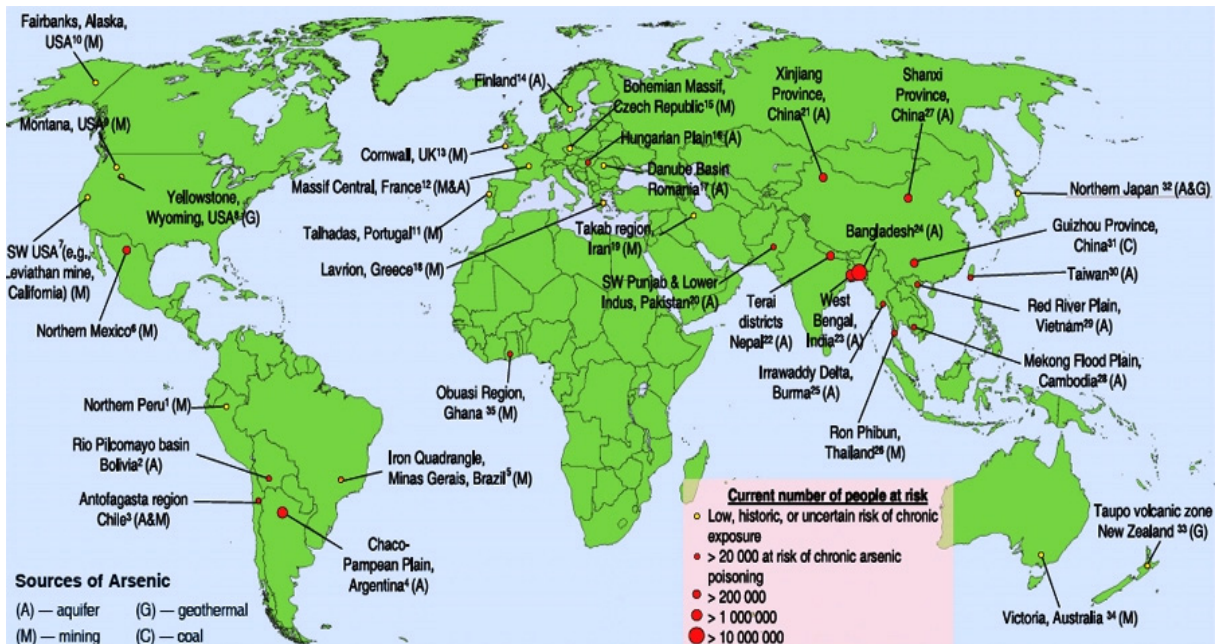 Fairbanks, Alaska,
USA¹⁰ (M)
Montana, USA⁹ (M)
Yellowstone,
Wyoming, USA⁸ (G)
SW USA⁷(e.g.,
Leviathan mine,
California) (M)
Northern Mexico⁶ (M)
Northern Peru¹ (M)
Rio Pilcomayo basin
Bolivia² (A)
Antofagasta region
Chile³ (A&M)
Chaco-
Pampean Plain,
Argentina⁴ (A)
Iron Quadrangle,
Minas Gerais, Brazil⁵ (M)
Finland¹⁴ (A)
Bohemian Massif,
Czech Republic¹⁵ (M)
Hungarian Plain¹⁶ (A)
Cornwall, UK¹³ (M)
Massif Central, France¹² (M&A)
Danube Basin
Romania¹⁷ (A)
Talhadas, Portugal¹¹ (M)
Lavrion, Greece¹⁸ (M)
Takab region,
Iran¹⁹ (M)
SW Punjab & Lower
Indus, Pakistan²⁰ (A)
Obuasi Region,
Ghana ³⁵ (M)
Xinjiang
Province,
China²¹ (A)
Shanxi
Province,
China²⁷ (A)
Northern Japan ³² (A&G)
Bangladesh²⁴ (A)
Guizhou Province,
China³¹ (C)
Taiwan³⁰ (A)
Terai
districts
Nepal²² (A)
West
Bengal,
India²³ (A)
Red River Plain,
Vietnam²⁹ (A)
Irrawaddy Delta,
Burma²⁵ (A)
Mekong Flood Plain,
Cambodia²⁸ (A)
Ron Phibun,
Thailand²⁶ (M)
Taupo volcanic zone
New Zealand ³³ (G)
Victoria, Australia ³⁴ (M)
Sources of Arsenic
(A) — aquifer (G) — geothermal
(M) — mining (C) — coal
Current number of people at risk
Low, historic, or uncertain risk of chronic
exposure
> 20 000 at risk of chronic arsenic
poisoning
> 200 000
> 1 000 000
> 10 000 000